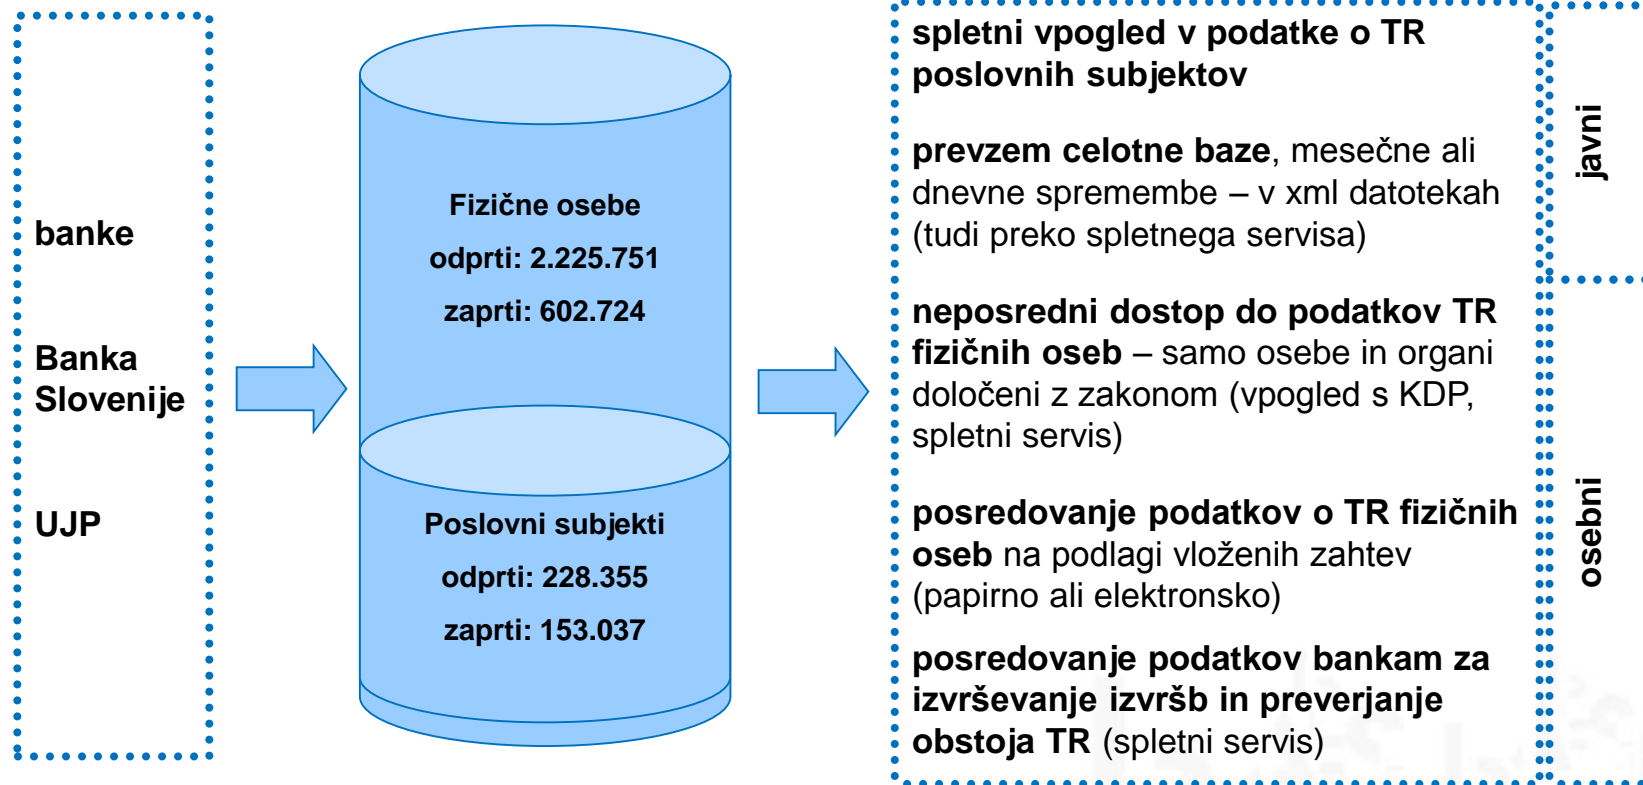 banke
Banka
Slovenije
UJP
Fizične osebe
odprti: 2.225.751
zaprti: 602.724
Poslovni subjekti
odprti: 228.355
zaprti: 153.037
spletni vpogled v podatke o TR
poslovnih subjektov
prevzem celotne baze, mesečne ali
dnevne spremembe – v xml datotekah
(tudi preko spletnega servisa)
neposredni dostop do podatkov TR
fizičnih oseb – samo osebe in organi
določeni z zakonom (vpogled s KDP,
spletni servis)
posredovanje podatkov o TR fizičnih
oseb na podlagi vloženih zahtev
(papirno ali elektronsko)
posredovanje podatkov bankam za
izvrševanje izvršb in preverjanje
obstoja TR (spletni servis)
javni
osebni